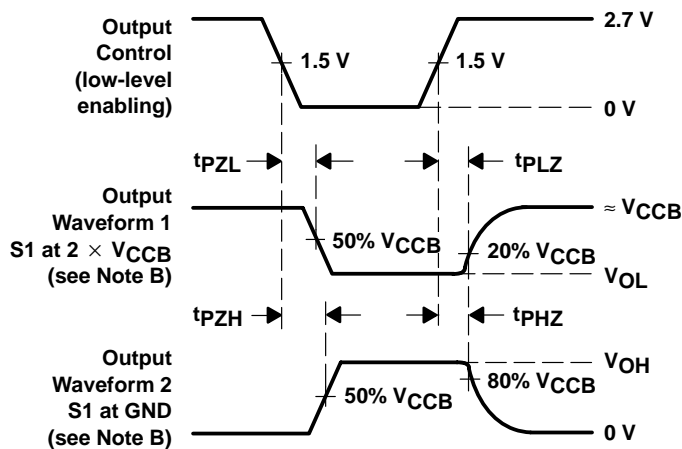 Output
Control
(low-level
enabling)
2.7 V
1.5 V
1.5 V
0 V
tPZL
tPLZ
Output
Waveform 1
S1 at 2 × VCCB
(see Note B)
≈ VCCB
50% VCCB
20% VCCB
VOL
tPZH
tPHZ
Output
Waveform 2
S1 at GND
(see Note B)
VOH
50% VCCB
80% VCCB
0 V